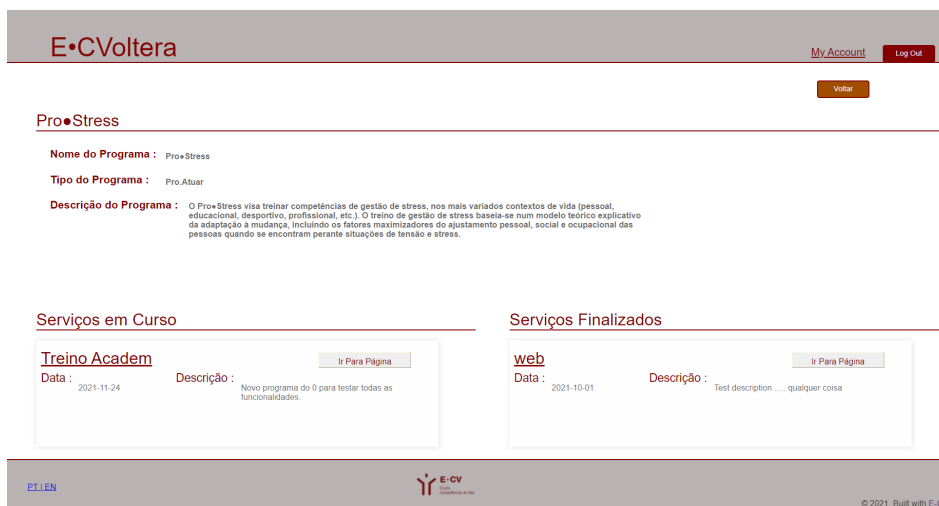 E•CVoltera
My Account
Log Out
Voltar
Pro●Stress
Nome do Programa : Pro●Stress
Tipo do Programa : Pro.Atuar
Descrição do Programa : O Pro●Stress visa treinar competências de gestão de stress, nos mais variados contextos de vida (pessoal,
educacional, desportivo, profissional, etc.). O treino de gestão de stress baseia-se num modelo teórico explicativo
da adaptação à mudança, incluindo os fatores maximizadores do ajustamento pessoal, social e ocupacional das
pessoas quando se encontram perante situações de tensão e stress.
Serviços em Curso
Treino Academ
Ir Para Página
Data : 2021-11-24
Descrição : Novo programa do 0 para testar todas as
funcionalidades.
Serviços Finalizados
web
Ir Para Página
Data : 2021-10-01
Descrição : Test description ..... qualquer coisa
PT | EN
E·CV
Escola
Competências de Vida
© 2021. Built with E-